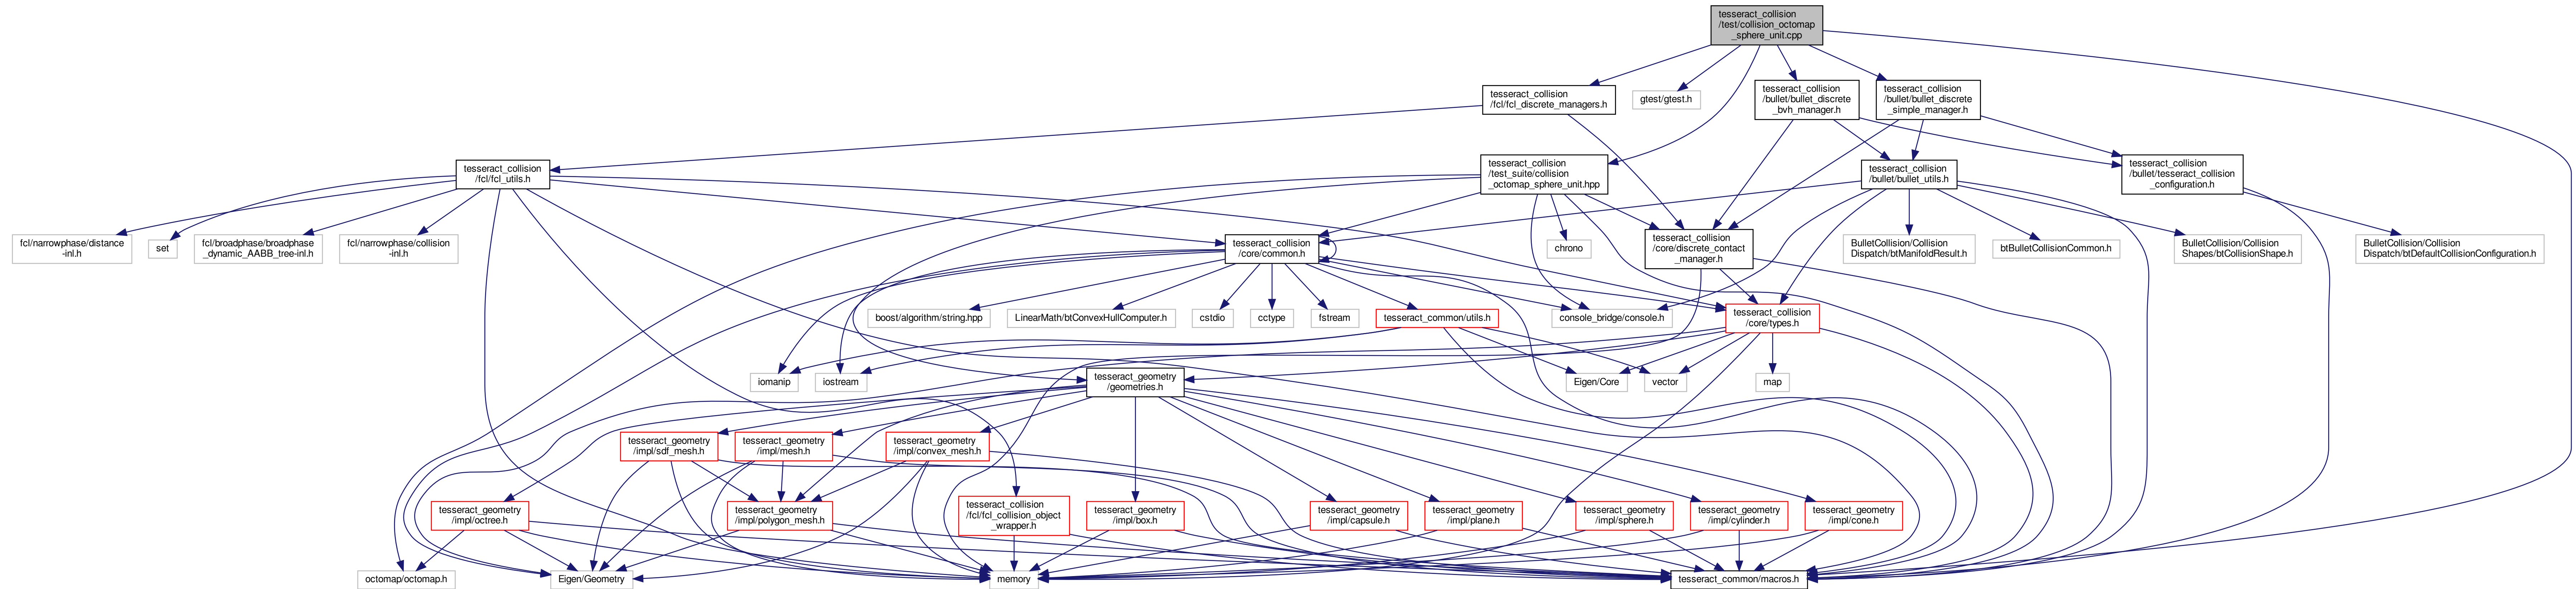 tesseract_collision
/test/collision_octomap
_sphere_unit.cpp
tesseract_collision
/fcl/fcl_discrete_managers.h
gtest/gtest.h
tesseract_collision
/bullet/bullet_discrete
_bvh_manager.h
tesseract_collision
/bullet/bullet_discrete
_simple_manager.h
tesseract_collision
/fcl/fcl_utils.h
tesseract_collision
/test_suite/collision
_octomap_sphere_unit.hpp
tesseract_collision
/bullet/bullet_utils.h
tesseract_collision
/bullet/tesseract_collision
_configuration.h
fcl/narrowphase/distance
-inl.h
set
fcl/broadphase/broadphase
_dynamic_AABB_tree-inl.h
fcl/narrowphase/collision
-inl.h
tesseract_collision
/core/common.h
chrono
tesseract_collision
/core/discrete_contact
_manager.h
BulletCollision/Collision
Dispatch/btManifoldResult.h
btBulletCollisionCommon.h
BulletCollision/Collision
Shapes/btCollisionShape.h
BulletCollision/Collision
Dispatch/btDefaultCollisionConfiguration.h
boost/algorithm/string.hpp
LinearMath/btConvexHullComputer.h
cstdio
cctype
fstream
tesseract_common/utils.h
console_bridge/console.h
tesseract_collision
/core/types.h
iomanip
iostream
tesseract_geometry
/geometries.h
Eigen/Core
vector
map
tesseract_geometry
/impl/sdf_mesh.h
tesseract_geometry
/impl/mesh.h
tesseract_geometry
/impl/convex_mesh.h
tesseract_geometry
/impl/octree.h
tesseract_geometry
/impl/polygon_mesh.h
tesseract_collision
/fcl/fcl_collision_object
_wrapper.h
tesseract_geometry
/impl/box.h
tesseract_geometry
/impl/capsule.h
tesseract_geometry
/impl/plane.h
tesseract_geometry
/impl/sphere.h
tesseract_geometry
/impl/cylinder.h
tesseract_geometry
/impl/cone.h
octomap/octomap.h
Eigen/Geometry
memory
tesseract_common/macros.h